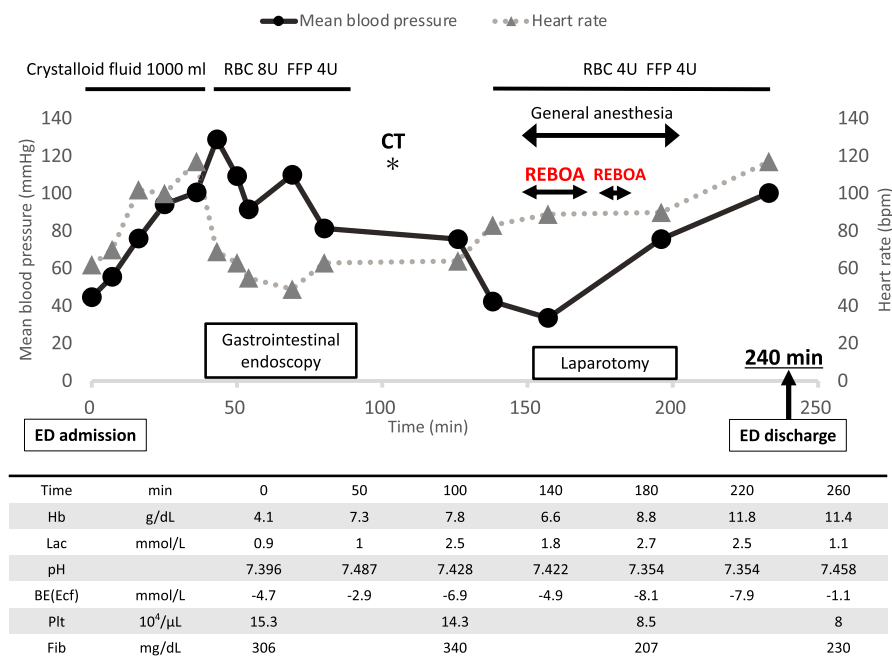 Mean blood pressure Heart rate
Crystalloid fluid 1000 ml RBC 8U FFP 4U RBC 4U FFP 4U
140 140
General anesthesia
120 CT 120
*
REBOA REBOA
100 100
80 80
60 60
40 40
20 20
0 0
Mean blood pressure (mmHg)
Heart rate (bpm)
Gastrointestinal
endoscopy
Laparotomy
240 min
0 50 100 150 200 250
Time (min)
ED admission ED discharge
Time min 0 50 100 140 180 220 260
Hb g/dL 4.1 7.3 7.8 6.6 8.8 11.8 11.4
Lac mmol/L 0.9 1 2.5 1.8 2.7 2.5 1.1
pH 7.396 7.487 7.428 7.422 7.354 7.354 7.458
BE(Ecf) mmol/L -4.7 -2.9 -6.9 -4.9 -8.1 -7.9 -1.1
Plt 10⁴/μL 15.3 14.3 8.5 8
Fib mg/dL 306 340 207 230